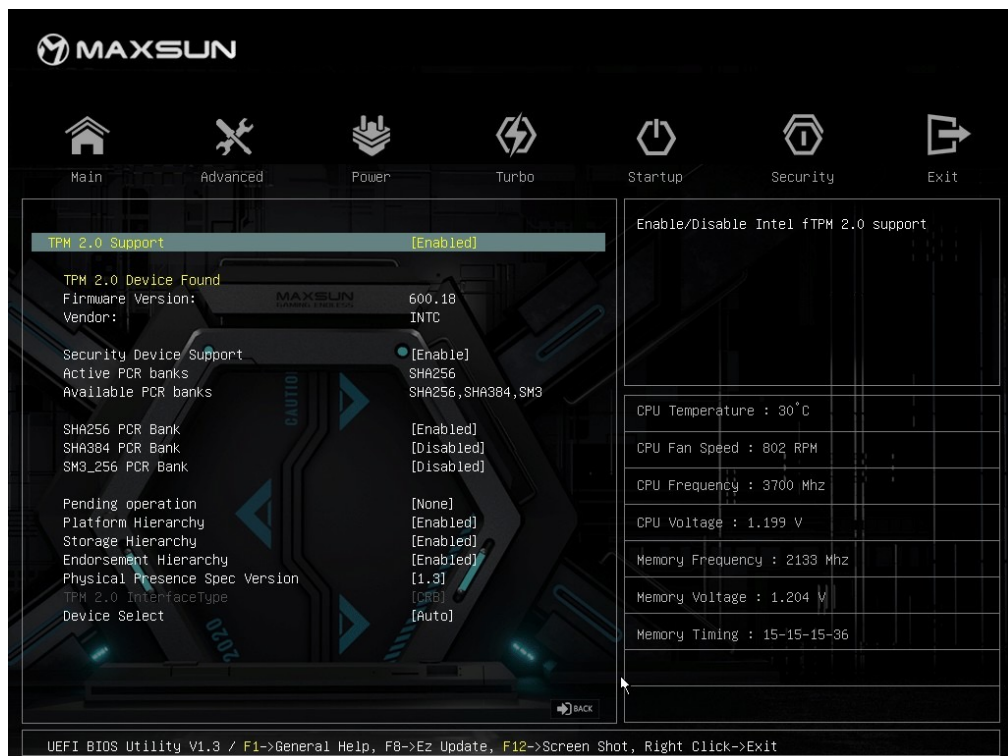 MAXSUN
Main Advanced Power Turbo Startup Security Exit
TPM 2.0 Support [Enabled]
TPM 2.0 Device Found
Firmware Version: 600.18
Vendor: INTC
Security Device Support [Enable]
Active PCR banks SHA256
Available PCR banks SHA256,SHA384,SM3
SHA256 PCR Bank [Enabled]
SHA384 PCR Bank [Disabled]
SM3_256 PCR Bank [Disabled]
Pending operation [None]
Platform Hierarchy [Enabled]
Storage Hierarchy [Enabled]
Endorsement Hierarchy [Enabled]
Physical Presence Spec Version [1.3]
TPM 2.0 InterfaceType [CRB]
Device Select [Auto]
MAXSUN
GAMING ENDLESS
CAUTION
2020
BACK
Enable/Disable Intel fTPM 2.0 support
CPU Temperature : 30°C
CPU Fan Speed : 802 RPM
CPU Frequency : 3700 Mhz
CPU Voltage : 1.199 V
Memory Frequency : 2133 Mhz
Memory Voltage : 1.204 V
Memory Timing : 15-15-15-36
UEFI BIOS Utility V1.3 / F1->General Help, F8->Ez Update, F12->Screen Shot, Right Click->Exit